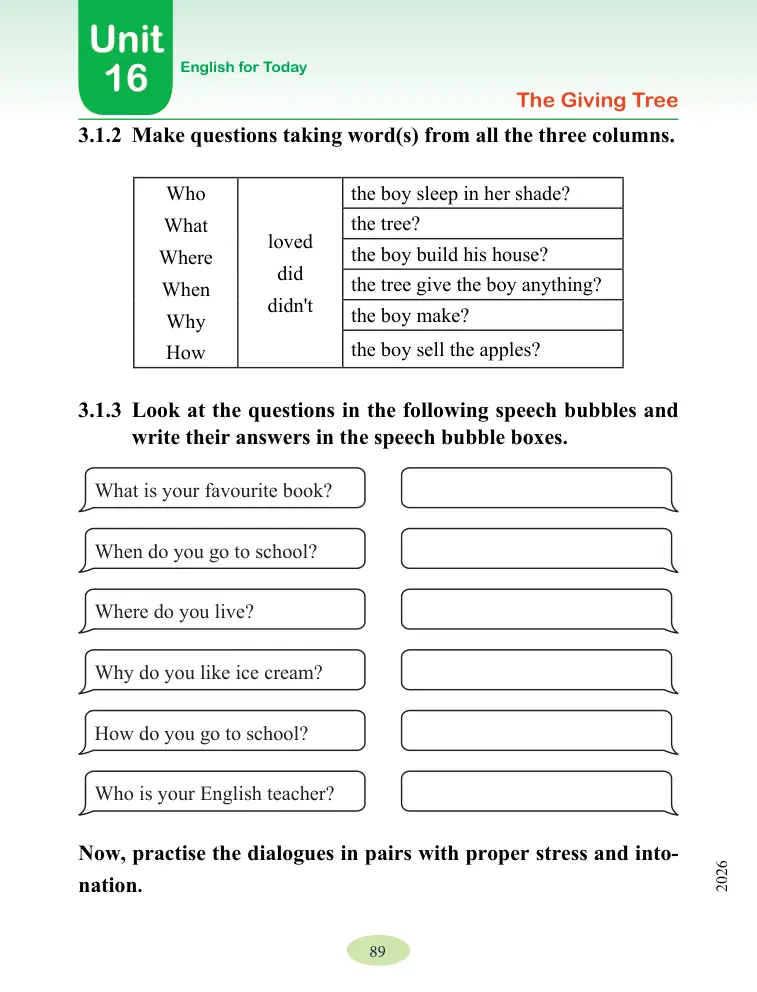 Unit
16
English for Today
The Giving Tree
3.1.2 Make questions taking word(s) from all the three columns.
Who
What
Where
When
Why
How
loved
did
didn't
the boy sleep in her shade?
the tree?
the boy build his house?
the tree give the boy anything?
the boy make?
the boy sell the apples?
3.1.3 Look at the questions in the following speech bubbles and
write their answers in the speech bubble boxes.
What is your favourite book?
When do you go to school?
Where do you live?
Why do you like ice cream?
How do you go to school?
Who is your English teacher?
Now, practise the dialogues in pairs with proper stress and into-
nation.
2026
89